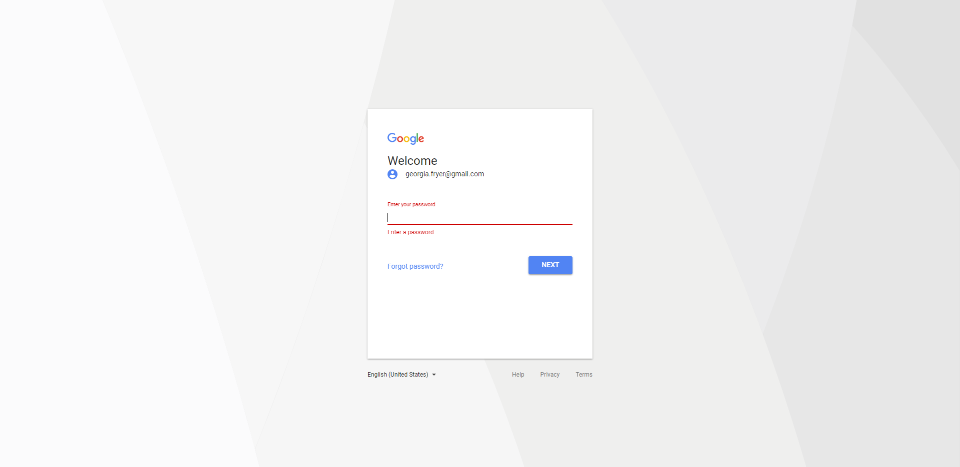 Google
Welcome
georgia.fryer@gmail.com
Enter your password
Enter a password
Forgot password?
NEXT
English (United States)
Help
Privacy
Terms